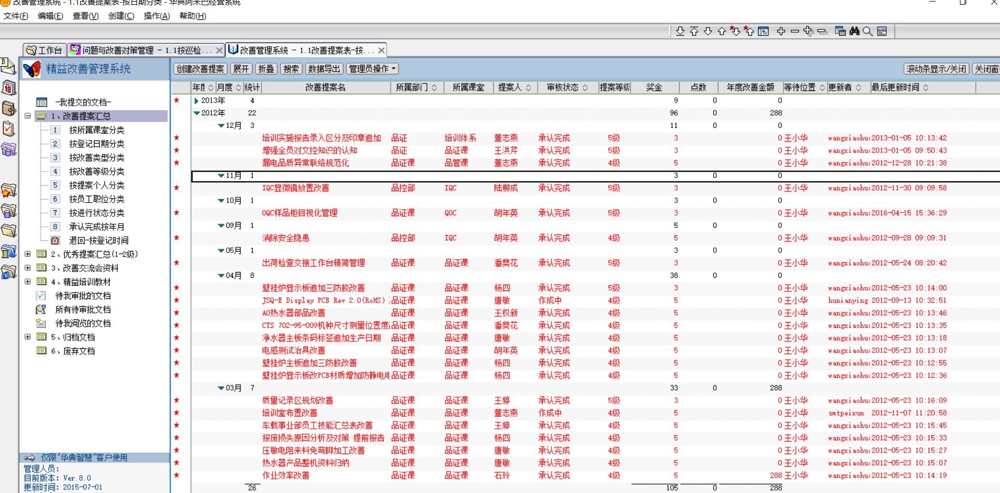 改善管理系统 - 1.1改善提案表-按日期分类 - 华典阿米巴经营系统
文件(F) 编辑(E) 查看(V) 创建(C) 操作(A) 帮助(H)
工作台 问题与改善对策管理 - 1.1按巡检... 改善管理系统 - 1.1改善提案表-按...
精益改善管理系统
创建改善提案 展开 折叠 搜索 数据导出 管理员操作 滚动条显示/关闭 关闭窗
-我提交的文档-
1、改善提案汇总
1 按所属课室分类
2 按登记日期分类
3 按改善类型分类
4 按改善等级分类
5 按提案个人分类
6 按员工职位分类
7 按进行状态分类
8 承认完成按年月
退回-按登记时间
2、优秀提案汇总(1-2级)
3、改善交流会资料
4、精益培训教材
待我审批的文档
所有待审批文档
待我阅览的文档
5、归档文档
6、废弃文档
仅限"华典智慧"客户使用
管理人员:
目前版本: Ver.8.0
更新时间: 2015-07-01
年度 月度 统计 改善提案名 所属部门 所属课室 提案人 审核状态 提案等级 奖金 点数 年度改善金额 等待位置 更新者 最后更新时间
2013年 4 9 0 0
2012年 22 96 0 288
12月 3 11 0 0
培训实施报告录入区分及印章追加 品证 培训体系 董志燕 承认完成 5级 3 0 王小华 wangxiaohu 2013-01-05 10:13:42
增强全员对文控知识的认知 品证 品证课 王洪芹 承认完成 5级 3 0 王小华 wangxiaohu 2013-01-05 09:50:43
漏电品质异常联络规范化 品证课 品管课 董志燕 承认完成 4级 5 0 王小华 wangxiaohu 2012-12-28 10:21:38
11月 1 3 0 0
IQC显微镜放置改善 品控部 IQC 陆柳成 承认完成 5级 3 0 王小华 wangxiaohu 2012-11-30 09:09:58
10月 1 3 0 0
OQC样品柜目视化管理 品证课 QOC 胡年英 承认完成 5级 3 0 王小华 wangxiaohu 2016-04-15 15:36:29
09月 1 5 0 0
消除安全隐患 品控部 IQC 胡年英 承认完成 4级 5 0 王小华 wangxiaohu 2012-09-28 09:09:31
05月 1 3 0 0
出荷检查交接工作台精简管理 品证课 品证课 潘樊花 承认完成 5级 3 0 王小华 wangxiaohu 2012-05-24 08:20:42
04月 8 38 0 0
壁挂炉显示板追加三防胶改善 品证课 品证课 杨四 承认完成 5级 3 0 王小华 wangxiaohu 2012-05-23 10:14:00
JSQ-E Display PCB Rev 2.0(RoHS) 品证课 品证课 唐敏 作成中 4级 5 0 王小华 hunianying 2012-09-13 10:32:51
AO热水器部品改善 品证课 品证课 王权新 承认完成 4级 5 0 王小华 wangxiaohu 2012-05-23 10:13:46
CTS 702-95-009机种尺寸测量位置度 品证课 品证课 潘樊花 承认完成 4级 5 0 王小华 wangxiaohu 2012-05-23 10:13:35
净水器主板条码标签追加生产日期 品证课 品证课 唐敏 承认完成 4级 5 0 王小华 wangxiaohu 2012-05-23 10:13:18
电感测试治具改善 品证课 品证课 胡年英 承认完成 4级 5 0 王小华 wangxiaohu 2012-05-23 10:13:07
壁挂炉主板追加三防胶改善 品证课 品证课 杨四 承认完成 4级 5 0 王小华 wangxiaohu 2012-05-23 10:12:55
壁挂炉显示板改PCB材质增加防静电 品证课 品证课 杨四 承认完成 4级 5 0 王小华 wangxiaohu 2012-05-23 10:12:36
03月 7 33 0 288
质量记录区规划改善 品证课 品证课 王婷 承认完成 5级 3 0 王小华 wangxiaohu 2012-05-23 10:16:09
培训室布置改善 品证课 品证课 董志燕 作成中 4级 5 0 王小华 smtpeixun 2012-11-07 11:20:58
车载事业部员工技能汇总表改善 品证课 品证课 王婷 承认完成 4级 5 0 王小华 wangxiaohu 2012-05-23 10:15:45
报废损失原因分析及对策 提前报告 品证课 品证课 杨四 承认完成 4级 5 0 王小华 wangxiaohu 2012-05-23 10:15:33
压敏电阻来料免弯脚加工改善 品证课 品证课 唐敏 承认完成 4级 5 0 王小华 wangxiaohu 2012-05-23 10:15:27
热水器产品整机资料归纳 品证课 品证课 唐敏 承认完成 4级 5 0 王小华 wangxiaohu 2012-05-23 10:15:07
作业效率改善 品证课 品证课 石玲 承认完成 4级 5 288 王小华 wangxiaohu 2012-05-23 10:14:19
26 105 0 288